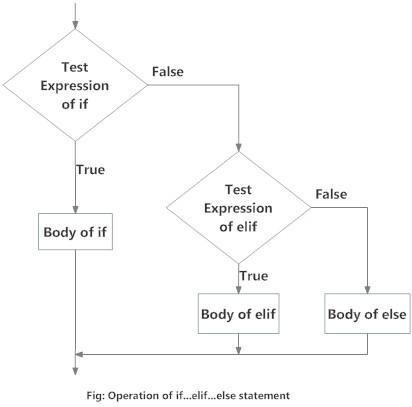 Test
Expression
of if
False
True
Test
Expression
of elif
False
Body of if
True
Body of elif
Body of else
Fig: Operation of if...elif...else statement